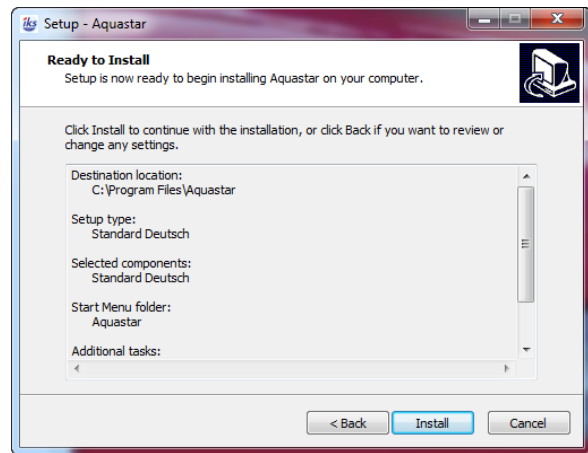 iks Setup - Aquastar
Ready to Install
Setup is now ready to begin installing Aquastar on your computer.
Click Install to continue with the installation, or click Back if you want to review or
change any settings.
Destination location:
C:\Program Files\Aquastar
Setup type:
Standard Deutsch
Selected components:
Standard Deutsch
Start Menu folder:
Aquastar
Additional tasks:
< Back Install Cancel